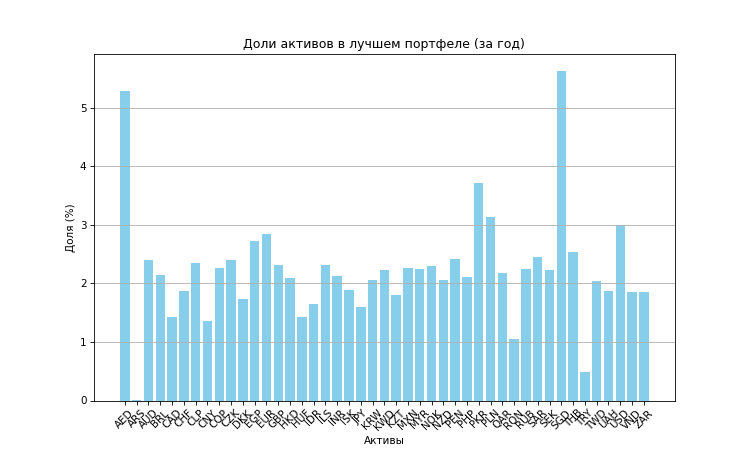 Доли активов в лучшем портфеле (за год)
Доля (%)
5
4
3
2
1
0
AED
ARS
AUD
BRL
CAD
CHF
CLP
CNY
COP
CZK
DKK
EGP
EUR
GBP
HKD
HUF
IDR
ILS
INR
ISK
JPY
KRW
KWD
KZT
MXN
MYR
NOK
NZD
PEN
PHP
PKR
PLN
QAR
RON
RUB
SAR
SEK
SGD
THB
TRY
TWD
UAH
USD
VND
ZAR
Активы